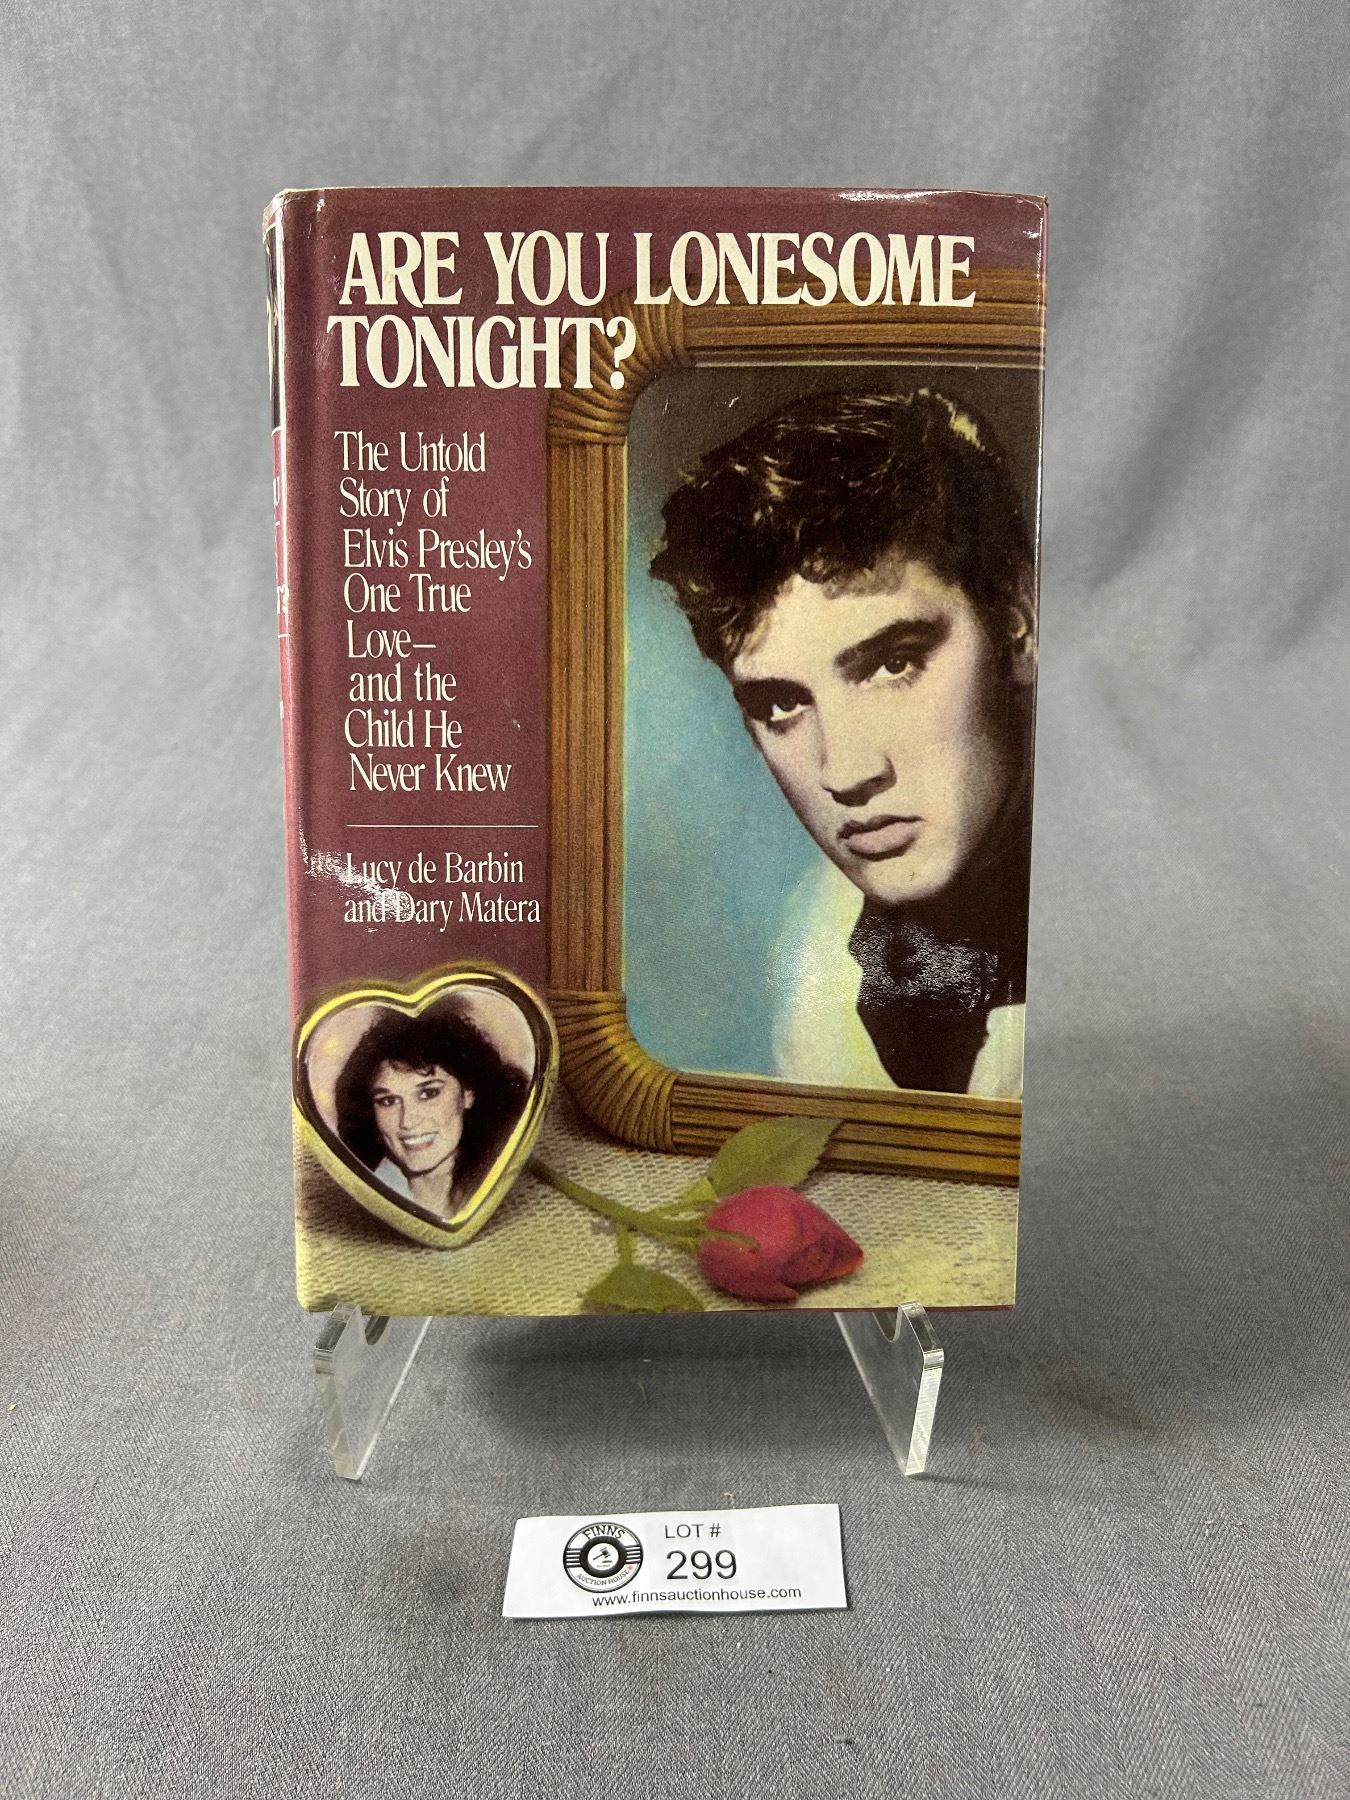 ARE YOU LONESOME
TONIGHT?
The Untold
Story of
Elvis Presley's
One True
Love—
and the
Child He
Never Knew
Lucy de Barbin
and Dary Matera
FINNS
AUCTION HOUSE
LOT #
299
www.finnsauctionhouse.com